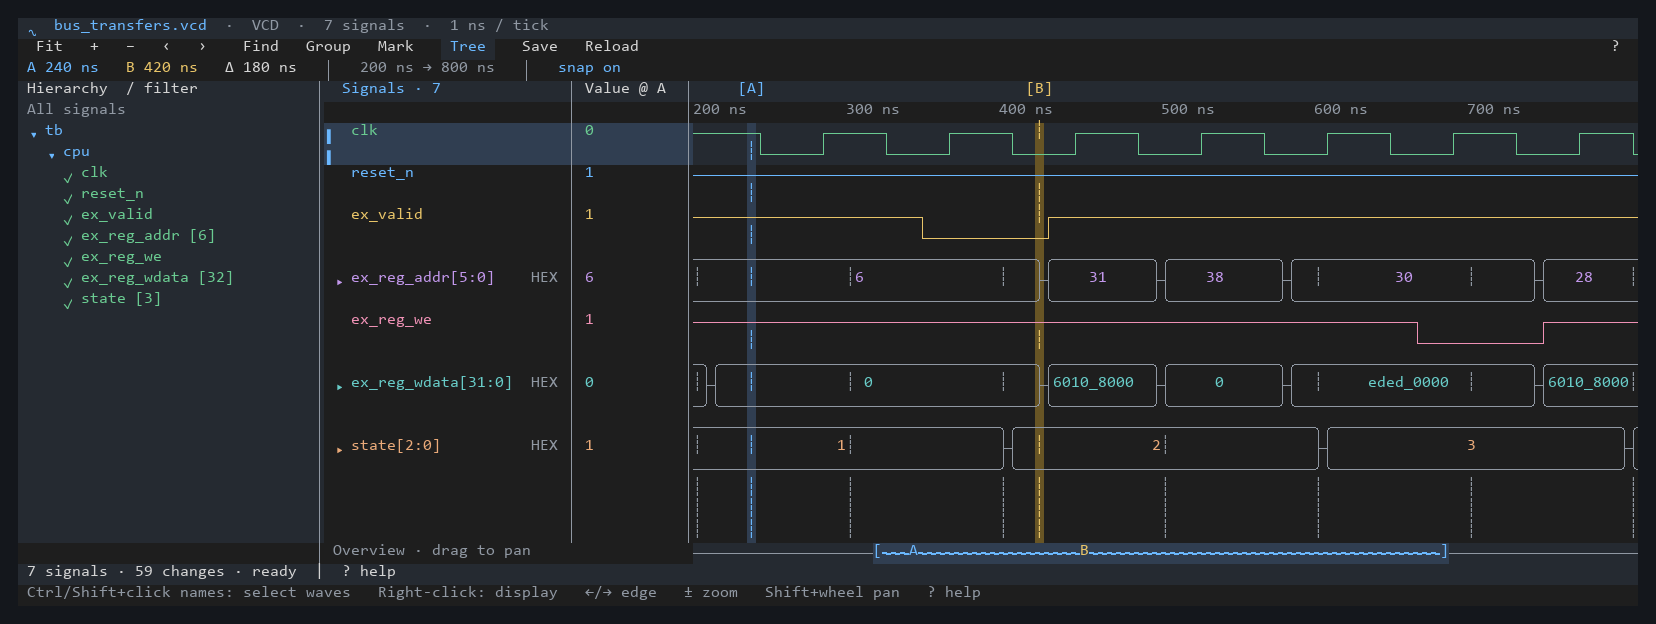 bus_transfers.vcd · VCD · 7 signals · 1 ns / tick
Fit + − ‹ › Find Group Mark Tree Save Reload ?
A 240 ns B 420 ns Δ 180 ns │ 200 ns → 800 ns │ snap on
Hierarchy / filter Signals · 7 Value @ A [A] [B]
All signals 200 ns 300 ns 400 ns 500 ns 600 ns 700 ns
▾ tb clk 0
▾ cpu
✓ clk reset_n 1
✓ reset_n
✓ ex_valid ex_valid 1
✓ ex_reg_addr [6]
✓ ex_reg_we
✓ ex_reg_wdata [32] ▸ ex_reg_addr[5:0] HEX 6 6 31 38 30 28
✓ state [3]
ex_reg_we 1
▸ ex_reg_wdata[31:0] HEX 0 0 6010_8000 0 eded_0000 6010_8000
▸ state[2:0] HEX 1 1 2 3
Overview · drag to pan [ A B ]
7 signals · 59 changes · ready │ ? help
Ctrl/Shift+click names: select waves Right-click: display ←/→ edge ± zoom Shift+wheel pan ? help